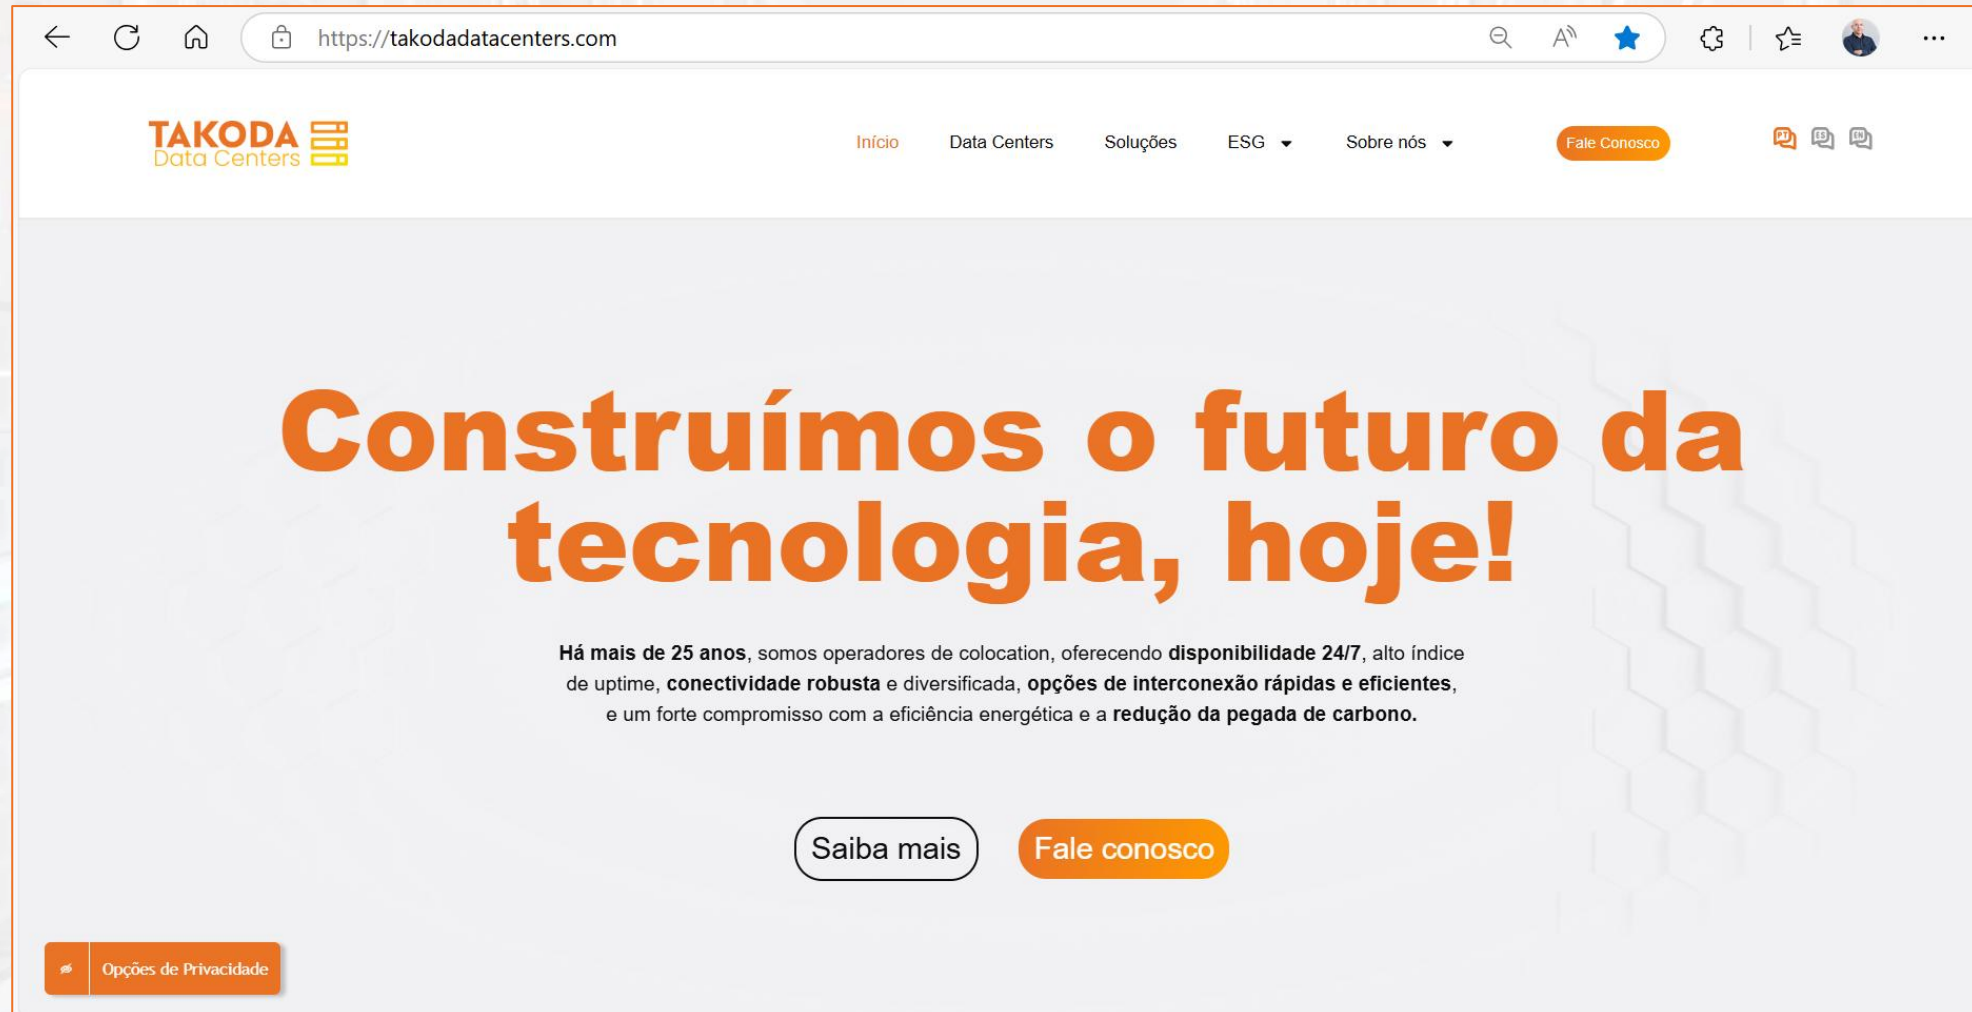 https://takodadatacenters.com
TAKODA
Data Centers
Início Data Centers Soluções ESG Sobre nós Fale Conosco PT ES EN
Construímos o futuro da
tecnologia, hoje!
Há mais de 25 anos, somos operadores de colocation, oferecendo disponibilidade 24/7, alto índice
de uptime, conectividade robusta e diversificada, opções de interconexão rápidas e eficientes,
e um forte compromisso com a eficiência energética e a redução da pegada de carbono.
Saiba mais Fale conosco
Opções de Privacidade